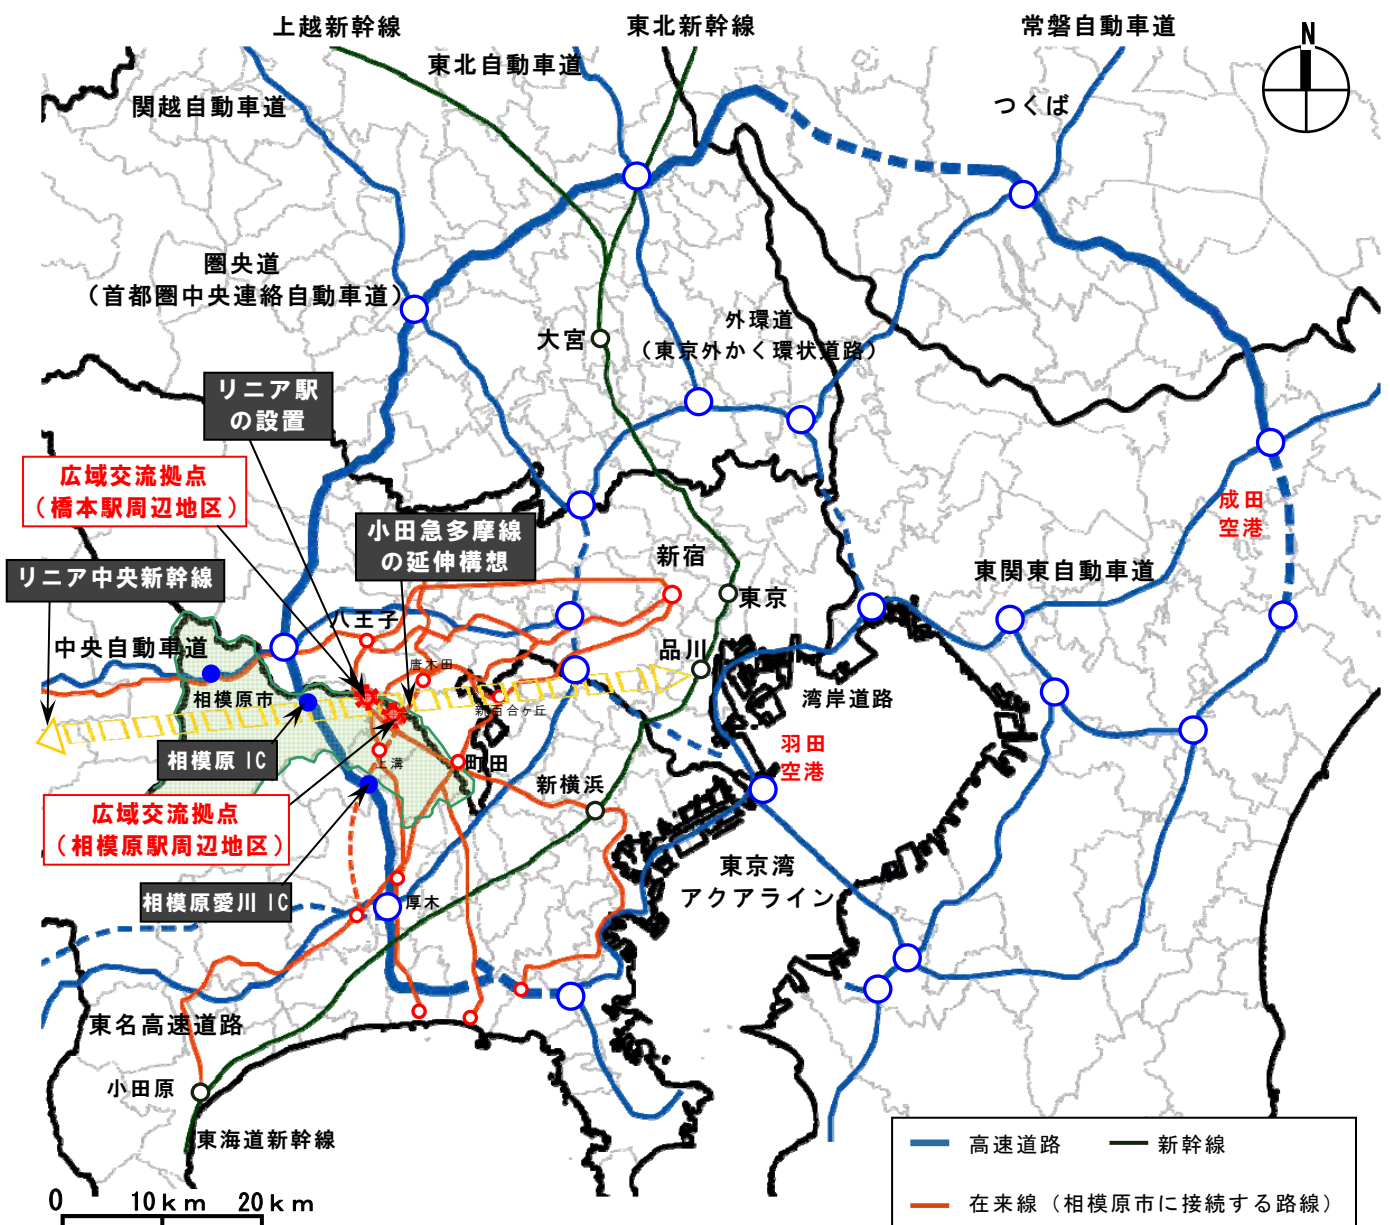 上越新幹線
東北新幹線
常磐自動車道
N
東北自動車道
関越自動車道
つくば
圏央道
（首都圏中央連絡自動車道）
外環道
（東京外かく環状道路）
大宮
リニア駅
の設置
広域交流拠点
（橋本駅周辺地区）
成田
空港
小田急多摩線
の延伸構想
新宿
リニア中央新幹線
東京
東関東自動車道
八王子
中央自動車道
品川
唐木田
相模原市
湾岸道路
新百合ヶ丘
相模原IC
羽田
空港
上溝
町田
新横浜
広域交流拠点
（相模原駅周辺地区）
東京湾
アクアライン
相模原愛川IC
厚木
東名高速道路
小田原
東海道新幹線
高速道路
新幹線
0 10km 20km
在来線（相模原市に接続する路線）